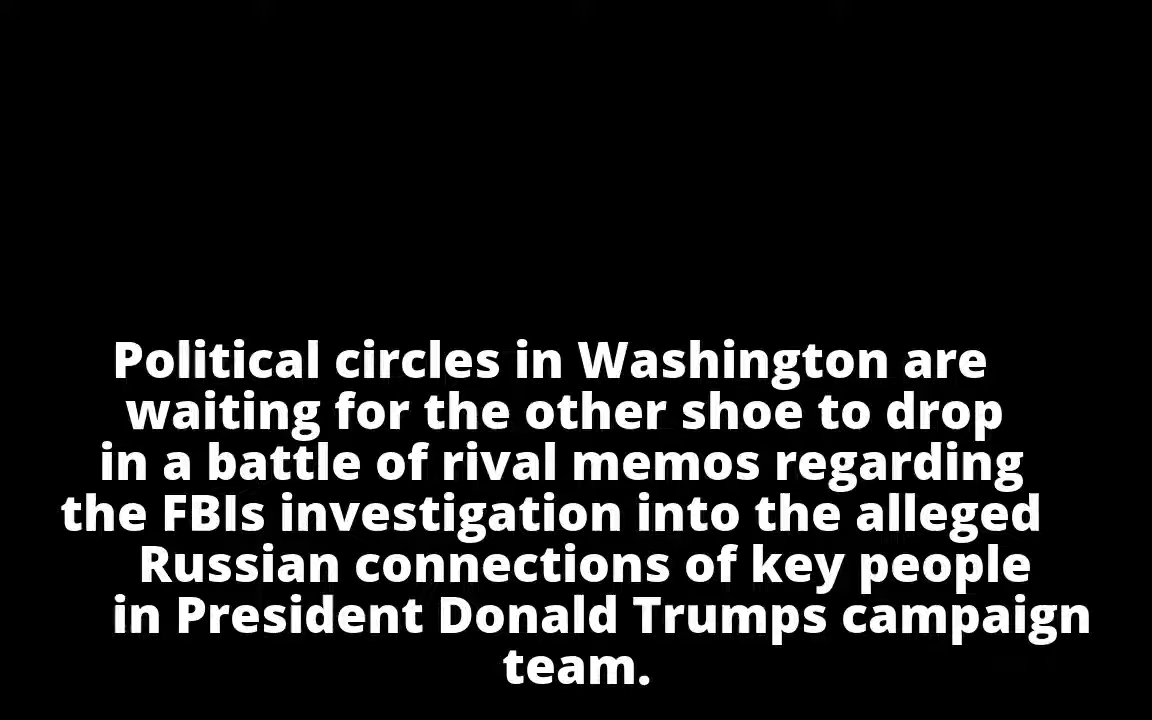 Political circles in Washington are
waiting for the other shoe to drop
in a battle of rival memos regarding
the FBIs investigation into the alleged
Russian connections of key people
in President Donald Trumps campaign
team.